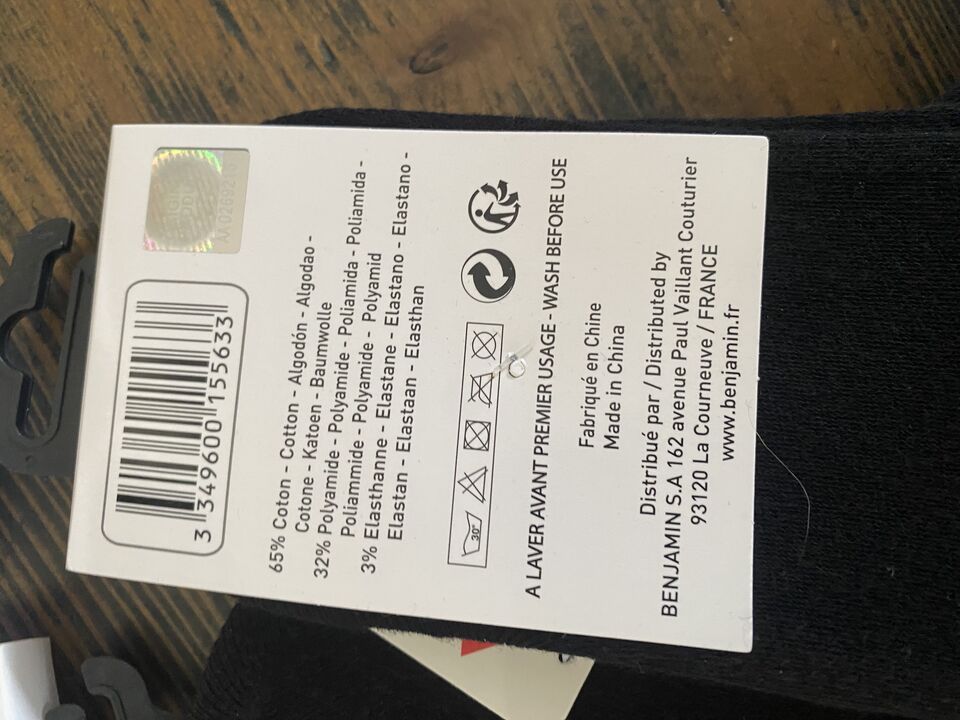 3 349600 155633
65% Coton - Cotton - Algodón - Algodao -
Cotone - Katoen - Baumwolle
32% Polyamide - Polyamide - Poliamida - Poliamida -
Poliammide - Polyamide - Polyamid
3% Elasthanne - Elastane - Elastano - Elastano -
Elastan - Elastaan - Elasthan
30°
A LAVER AVANT PREMIER USAGE - WASH BEFORE USE
Fabriqué en Chine
Made in China
Distribué par / Distributed by
BENJAMIN S.A 162 avenue Paul Vaillant Couturier
93120 La Courneuve / FRANCE
www.benjamin.fr